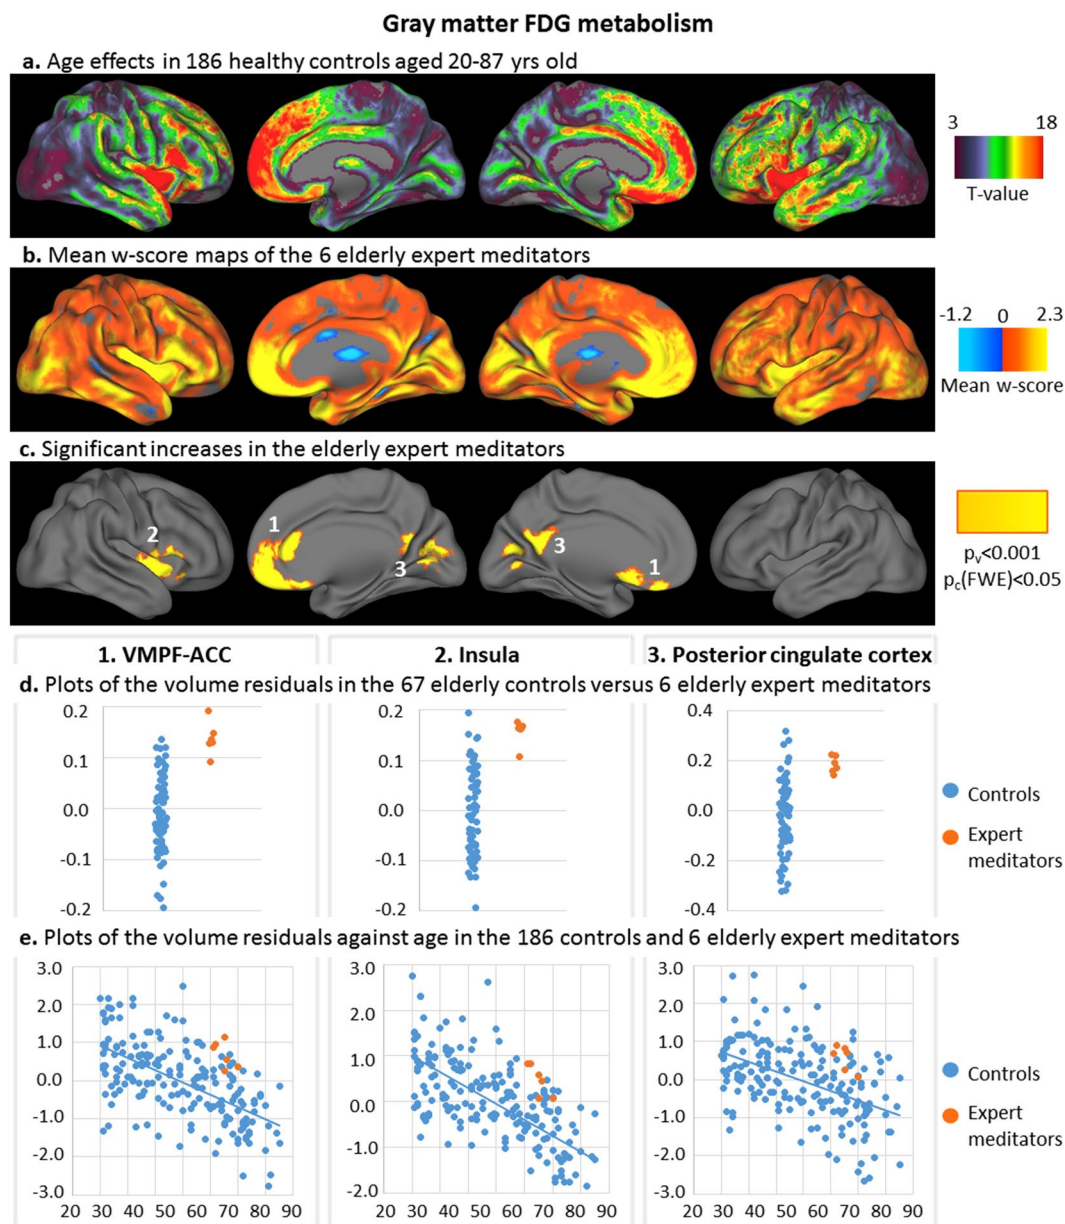 Gray matter FDG metabolism
a. Age effects in 186 healthy controls aged 20-87 yrs old
3 18
T-value
b. Mean w-score maps of the 6 elderly expert meditators
-1.2 0 2.3
Mean w-score
c. Significant increases in the elderly expert meditators
2
1
3
3
1
pv<0.001
pc(FWE)<0.05
1. VMPF-ACC
2. Insula
3. Posterior cingulate cortex
d. Plots of the volume residuals in the 67 elderly controls versus 6 elderly expert meditators
0.2
0.1
0.0
-0.1
-0.2
0.2
0.1
0.0
-0.1
-0.2
0.4
0.2
0.0
-0.2
-0.4
Controls
Expert
meditators
e. Plots of the volume residuals against age in the 186 controls and 6 elderly expert meditators
3.0
2.0
1.0
0.0
-1.0
-2.0
-3.0
20 30 40 50 60 70 80 90
3.0
2.0
1.0
0.0
-1.0
-2.0
20 30 40 50 60 70 80 90
3.0
2.0
1.0
0.0
-1.0
-2.0
-3.0
20 30 40 50 60 70 80 90
Controls
Expert
meditators